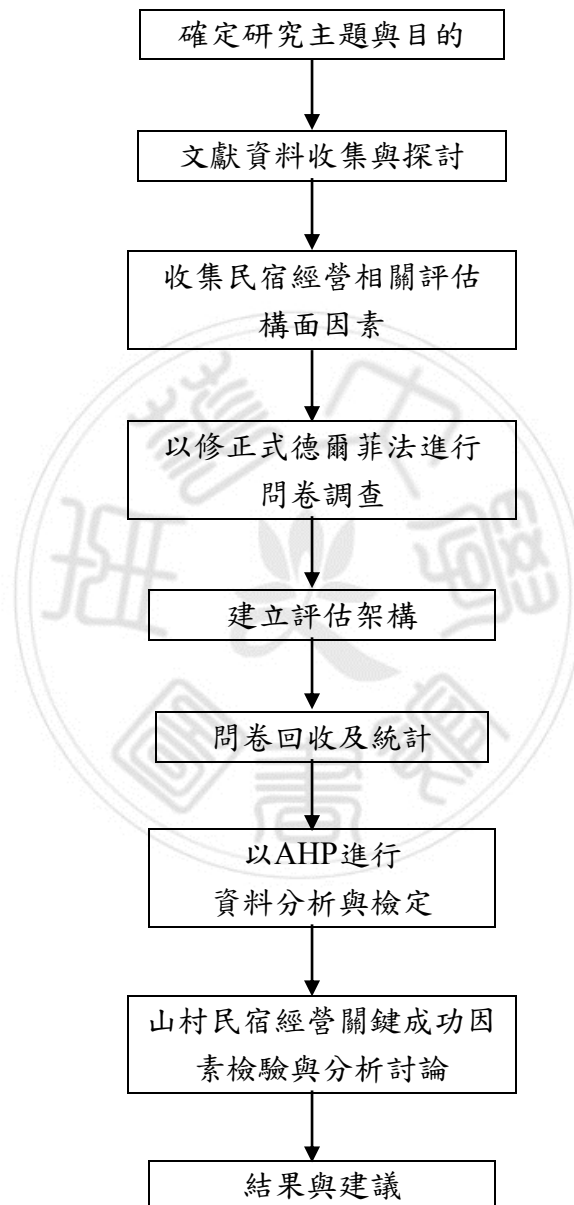 確定研究主題與目的
文獻資料收集與探討
收集民宿經營相關評估
構面因素
以修正式德爾菲法進行
問卷調查
建立評估架構
問卷回收及統計
以AHP進行
資料分析與檢定
山村民宿經營關鍵成功因
素檢驗與分析討論
結果與建議